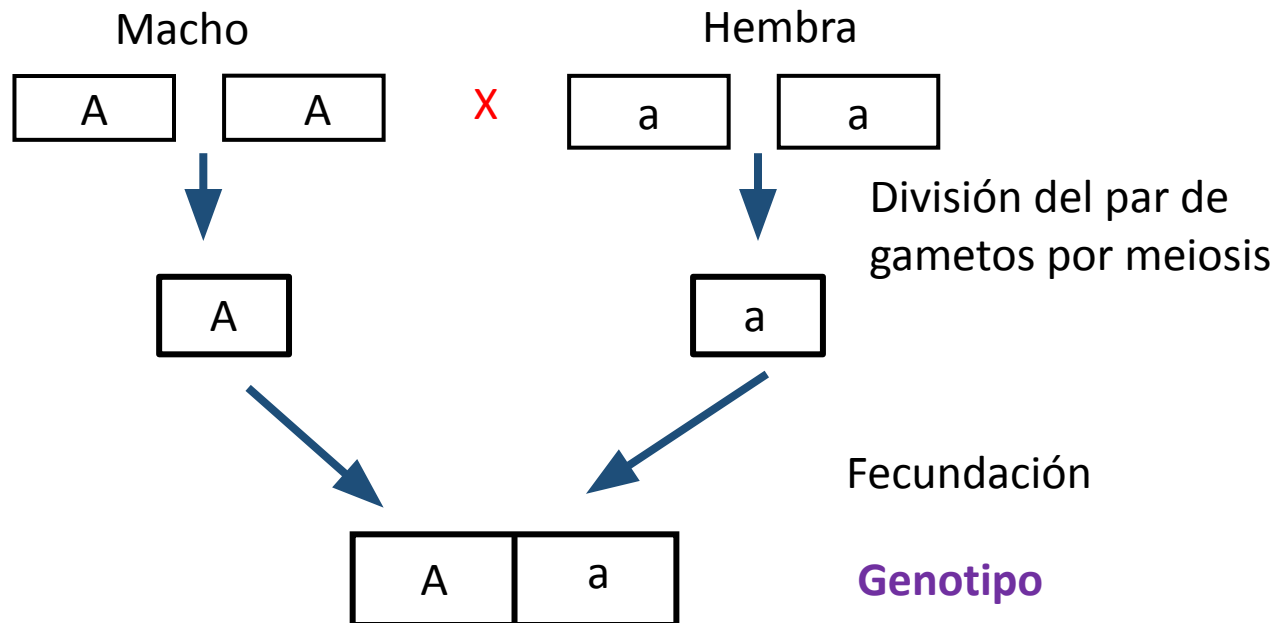 Macho
Hembra
A A X a a
División del par de
gametos por meiosis
A a
Fecundación
A a
Genotipo